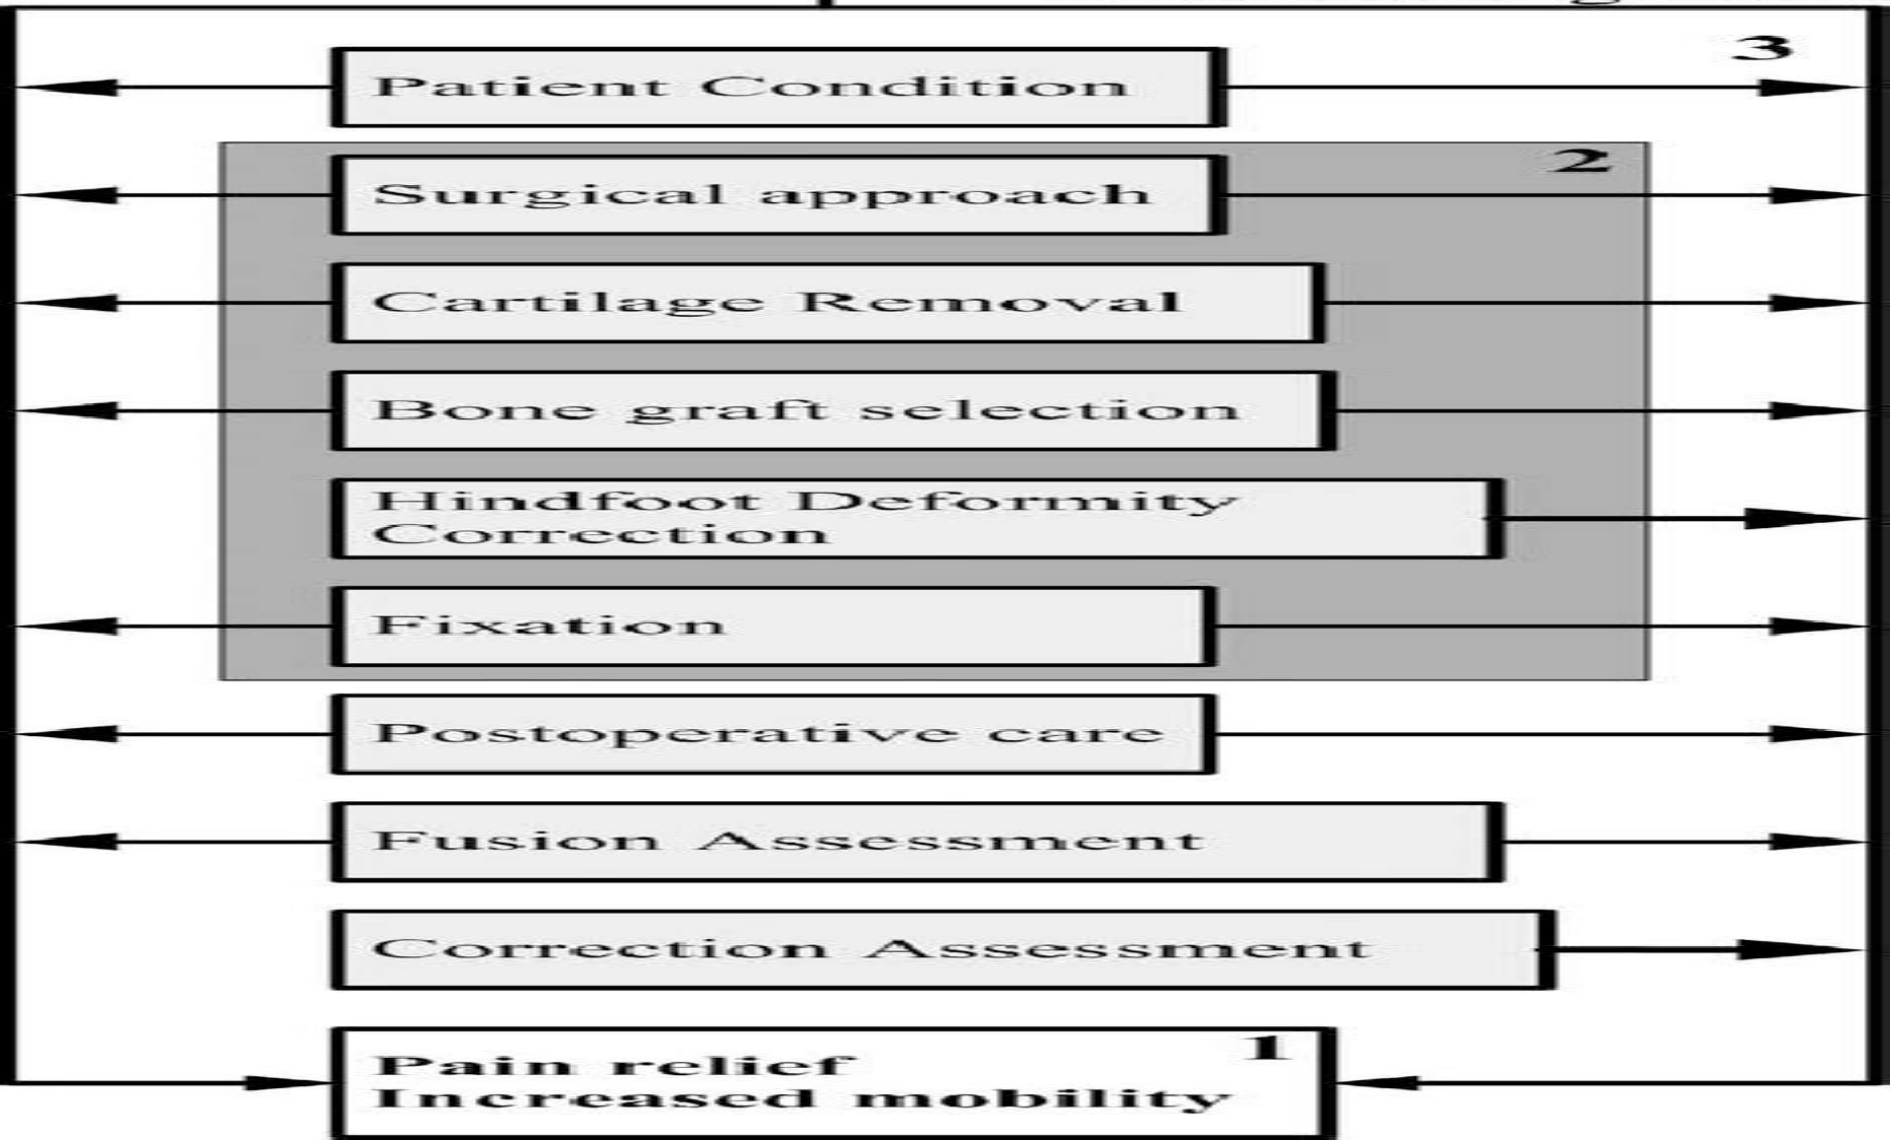 3
Patient Condition
2
Surgical approach
Cartilage Removal
Bone graft selection
Hindfoot Deformity
Correction
Fixation
Postoperative care
Fusion Assessment
Correction Assessment
1
Pain relief
Increased mobility